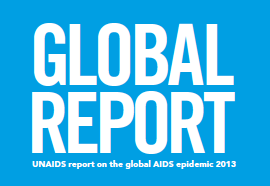 GLOBAL
REPORT
UNAIDS report on the global AIDS epidemic 2013